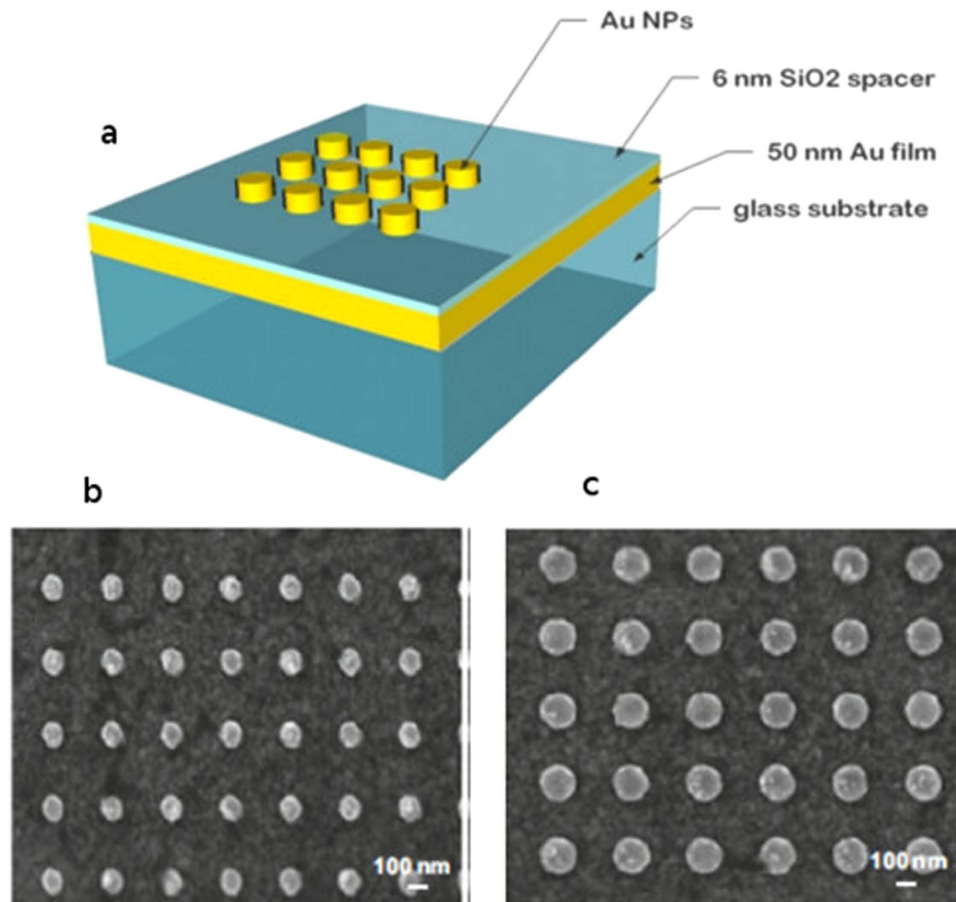 Au NPs
6 nm SiO2 spacer
a
50 nm Au film
glass substrate
b
c
100 nm
100 nm